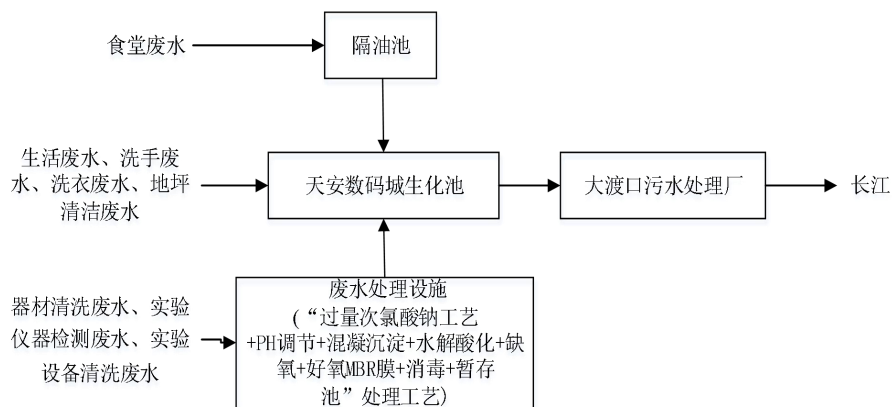 食堂废水
隔油池
生活废水、洗手废
水、洗衣废水、地坪
清洁废水
天安数码城生化池
大渡口污水处理厂
长江
器材清洗废水、实验
仪器检测废水、实验
设备清洗废水
废水处理设施
(“过量次氯酸钠工艺
+PH调节+混凝沉淀+水解酸化+缺
氧+好氧MBR膜+消毒+暂存
池”处理工艺)